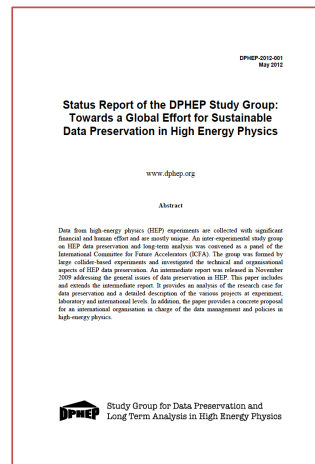 DPHEP-2012-001
May 2012
Status Report of the DPHEP Study Group:
Towards a Global Effort for Sustainable
Data Preservation in High Energy Physics
www.dphep.org
Abstract
Data from high-energy physics (HEP) experiments are collected with significant
financial and human effort and are mostly unique. An inter-experimental study group
on HEP data preservation and long-term analysis was convened as a panel of the
International Committee for Future Accelerators (ICFA). The group was formed by
large collider-based experiments and investigated the technical and organisational
aspects of HEP data preservation. An intermediate report was released in November
2009 addressing the general issues of data preservation in HEP. This paper includes
and extends the intermediate report. It provides an analysis of the research case for
data preservation and a detailed description of the various projects at experiment,
laboratory and international levels. In addition, the paper provides a concrete proposal
for an international organisation in charge of the data management and policies in
high-energy physics.
DPHEP
Study Group for Data Preservation and
Long Term Analysis in High Energy Physics